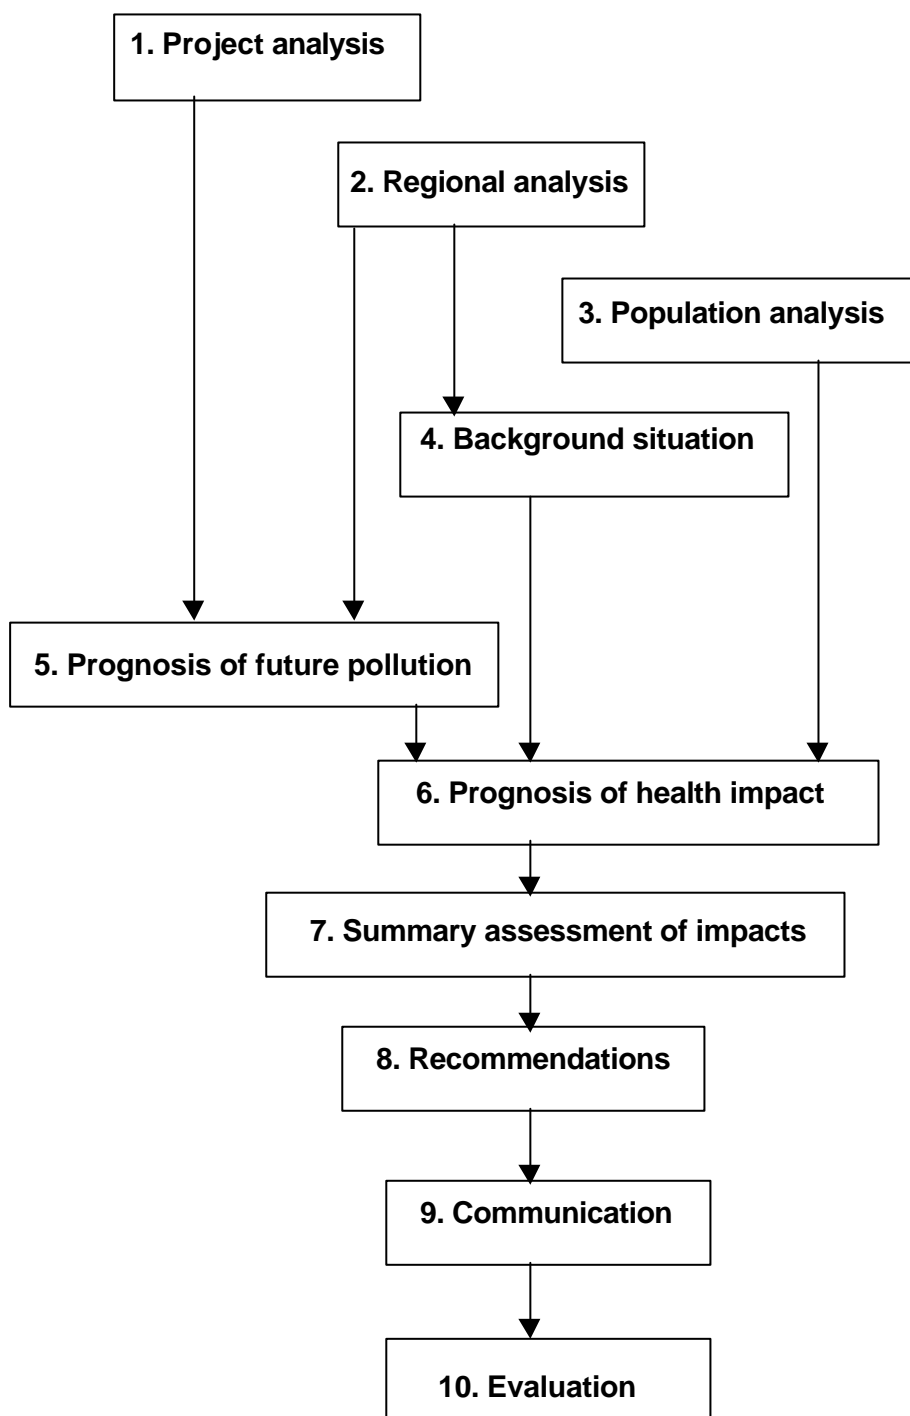 1. Project analysis
2. Regional analysis
3. Population analysis
4. Background situation
5. Prognosis of future pollution
6. Prognosis of health impact
7. Summary assessment of impacts
8. Recommendations
9. Communication
10. Evaluation